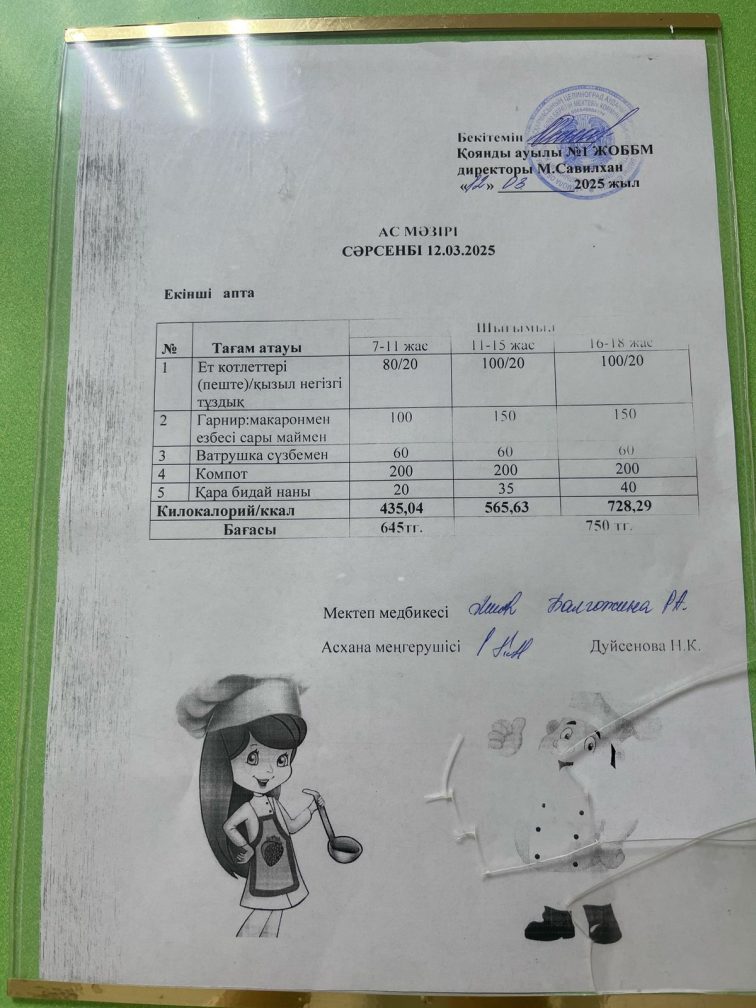 Бекітемін
Қоянды ауылы №1 ЖОББМ
директоры М.Савилхан
«12» 03 2025 жыл
АС МӘЗІРІ
СӘРСЕНБІ 12.03.2025
Екінші апта
№ Тағам атауы Шығымыл
7-11 жас 11-15 жас 16-18 жас
1 Ет котлеттері 80/20 100/20 100/20
(пеште)/қызыл негізгі
тұздық
2 Гарнир:макаронмен 100 150 150
езбесі сары маймен
3 Ватрушка сүзбемен 60 60 60
4 Компот 200 200 200
5 Қара бидай наны 20 35 40
Килокалорий/ккал 435,04 565,63 728,29
Бағасы 645тг. 750 тг.
Мектеп медбикесі Балгожина Р.А.
Асхана меңгерушісі Дуйсенова Н.К.